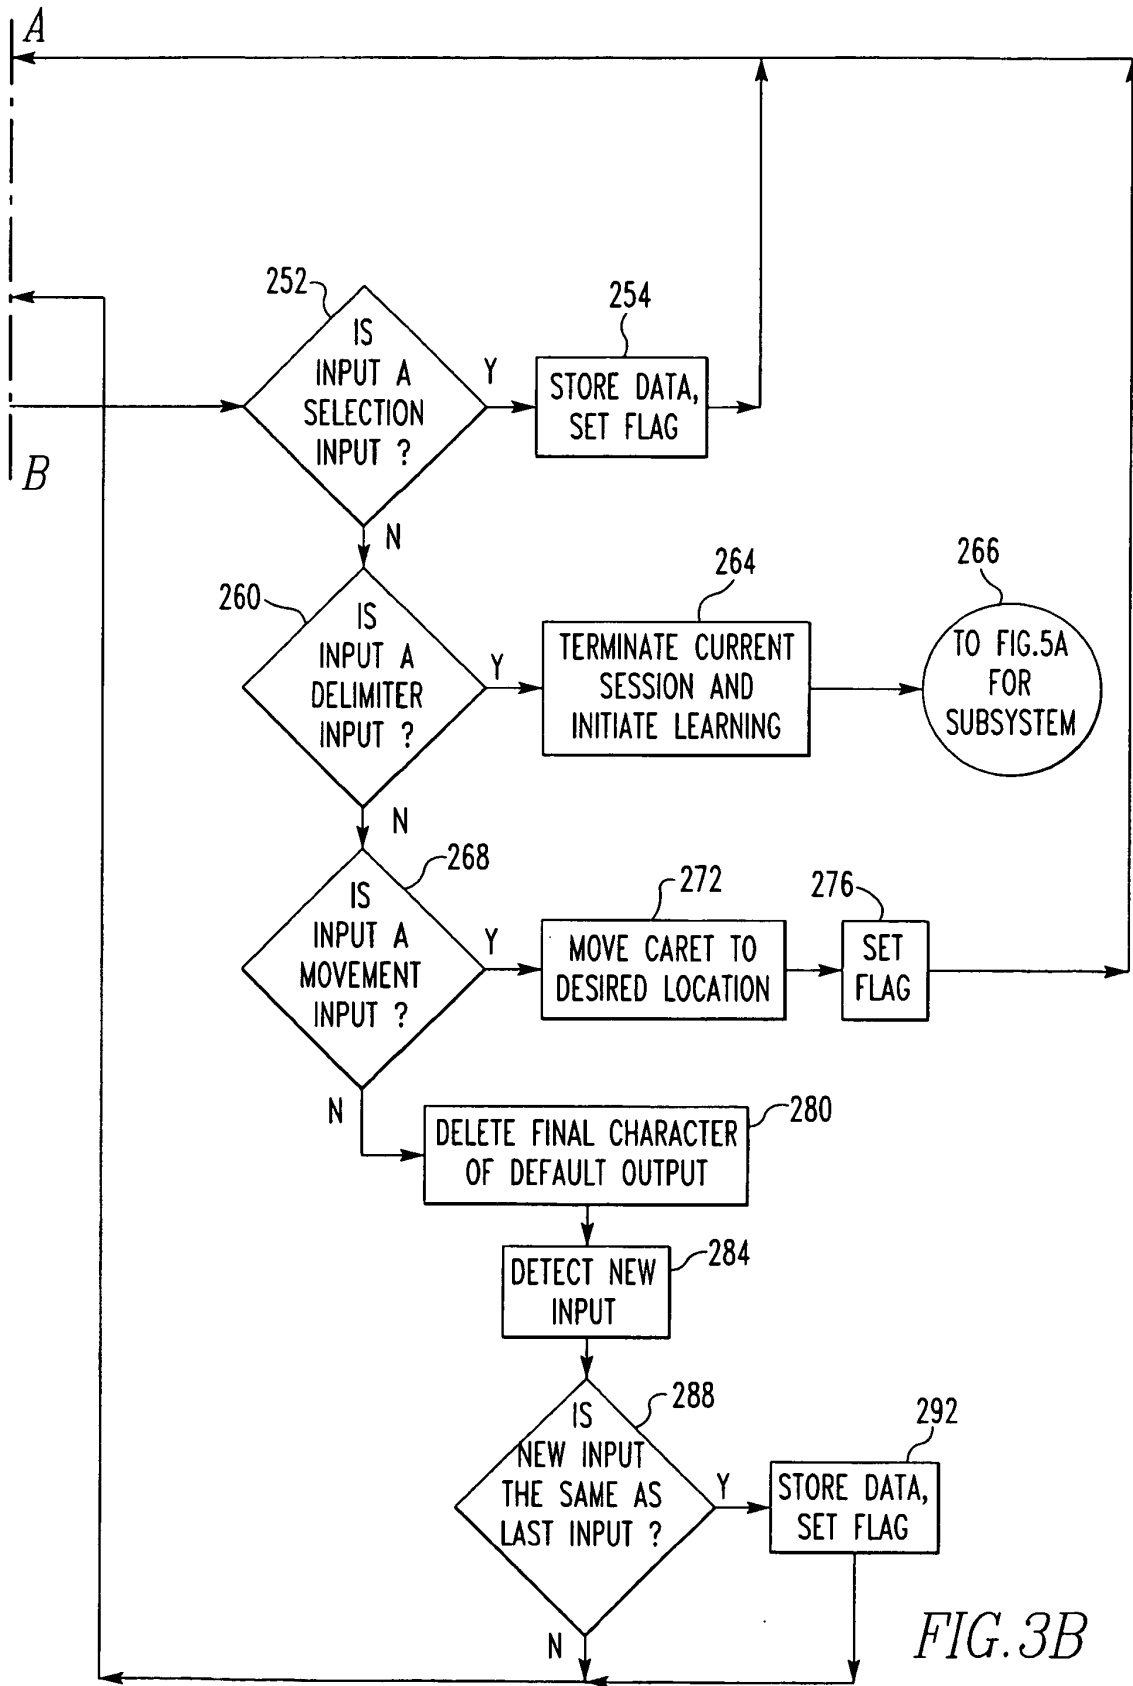 A
252
254
IS
INPUT A
SELECTION
INPUT ?
Y
STORE DATA,
SET FLAG
B
N
260
264
266
IS
INPUT A
DELIMITER
INPUT ?
Y
TERMINATE CURRENT
SESSION AND
INITIATE LEARNING
TO FIG.5A
FOR
SUBSYSTEM
N
268
272
276
IS
INPUT A
MOVEMENT
INPUT ?
Y
MOVE CARET TO
DESIRED LOCATION
SET
FLAG
N
280
DELETE FINAL CHARACTER
OF DEFAULT OUTPUT
284
DETECT NEW
INPUT
288
292
IS
NEW INPUT
THE SAME AS
LAST INPUT ?
Y
STORE DATA,
SET FLAG
N
FIG.3B